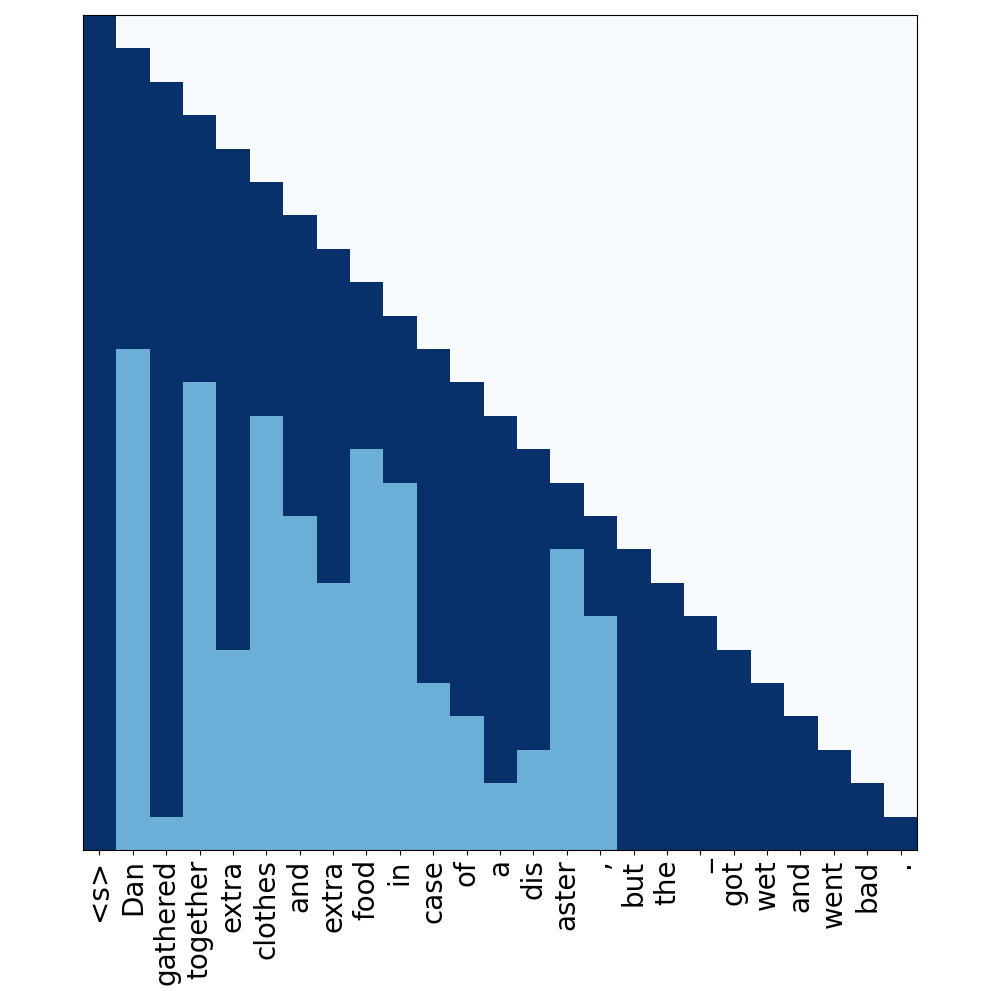 <s> Dan gathered together extra clothes and extra food in case of a dis aster , but the _ got wet and went bad .